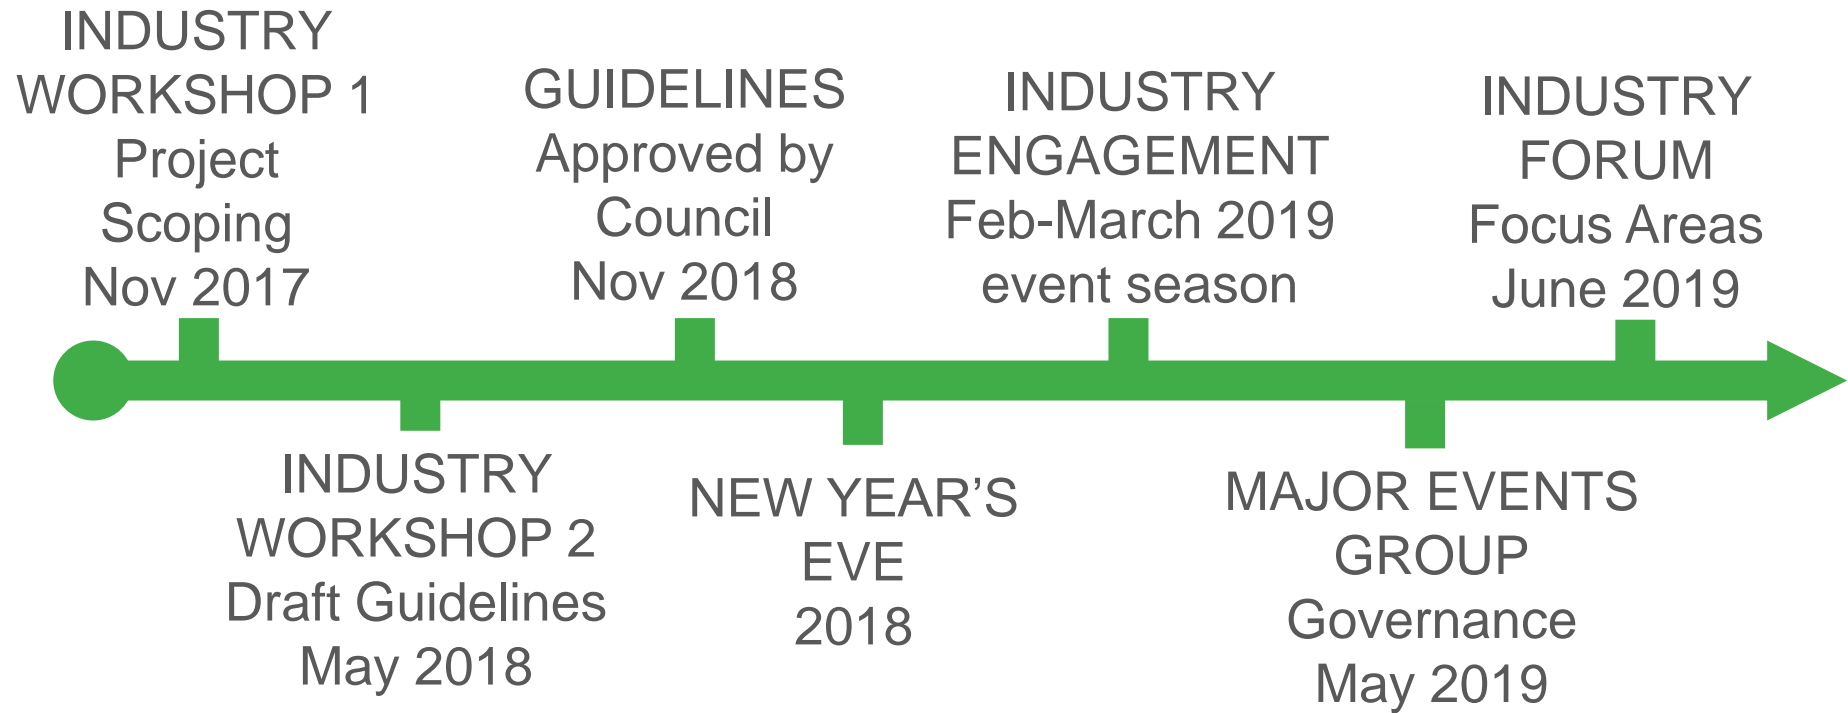 INDUSTRY
WORKSHOP 1
Project
Scoping
Nov 2017
INDUSTRY
WORKSHOP 2
Draft Guidelines
May 2018
GUIDELINES
Approved by
Council
Nov 2018
NEW YEAR’S
EVE
2018
INDUSTRY
ENGAGEMENT
Feb-March 2019
event season
MAJOR EVENTS
GROUP
Governance
May 2019
INDUSTRY
FORUM
Focus Areas
June 2019